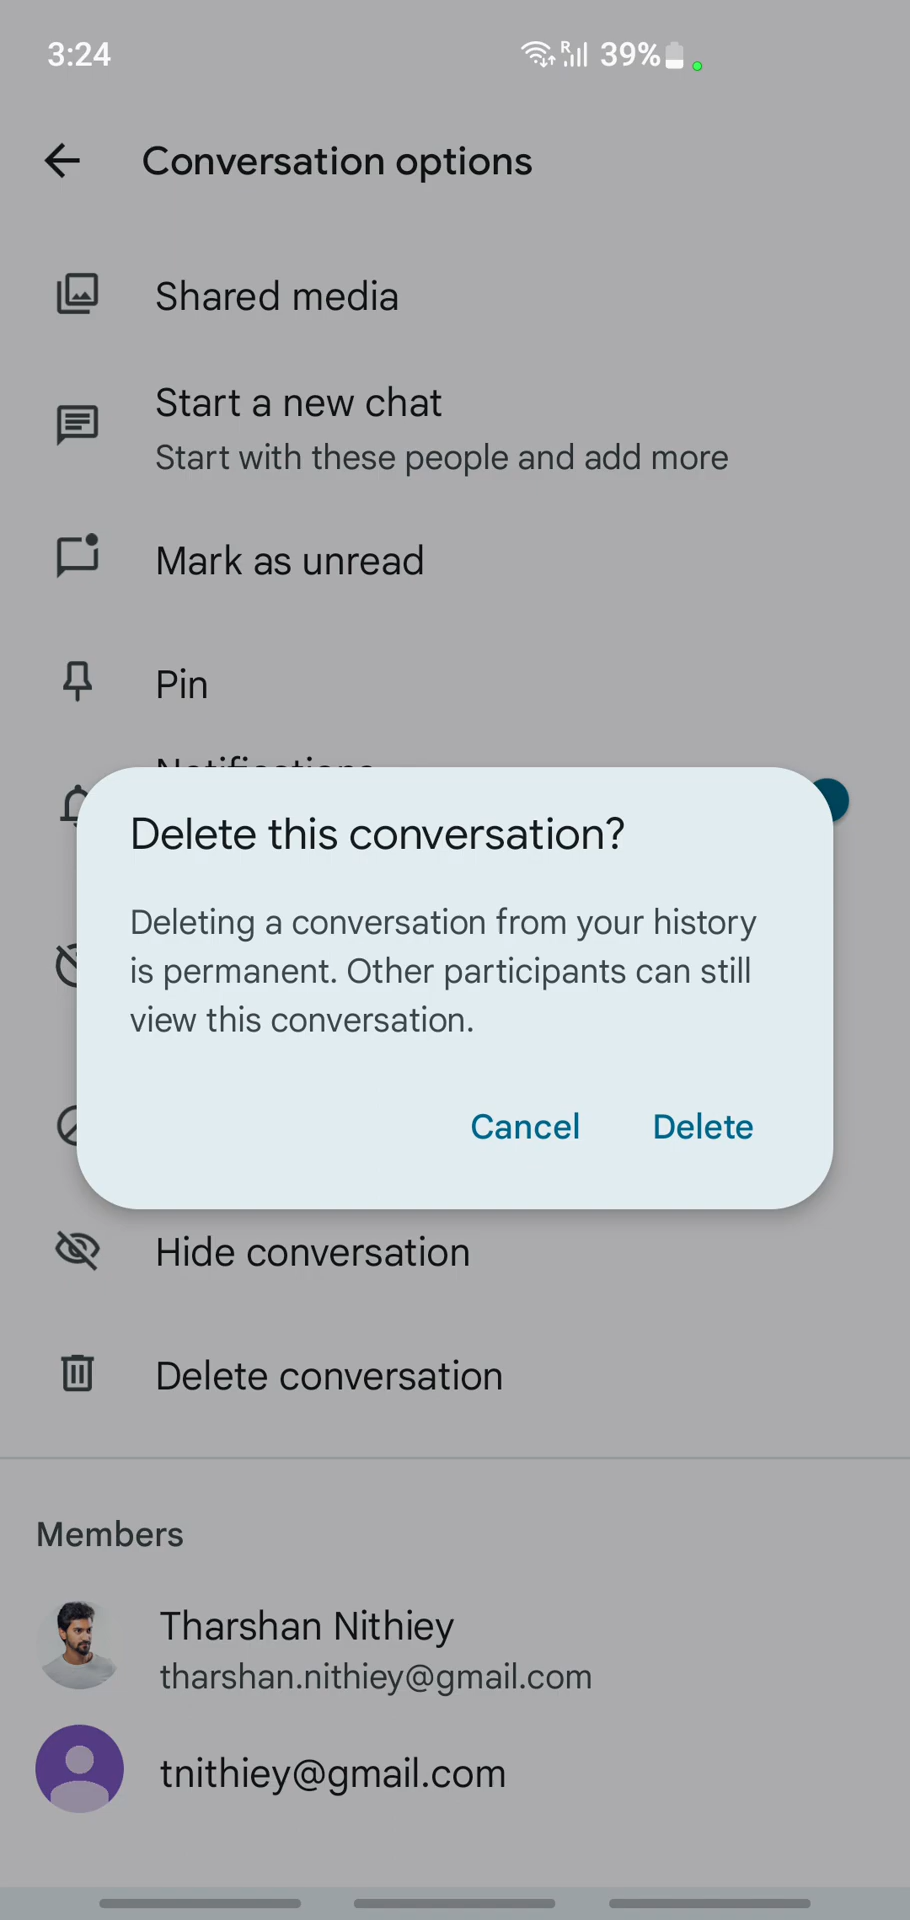 3:24
R
39%
Conversation options
Shared media
Start a new chat
Start with these people and add more
Mark as unread
Pin
Notifications
Delete this conversation?
Deleting a conversation from your history
is permanent. Other participants can still
view this conversation.
Cancel Delete
Hide conversation
Delete conversation
Members
Tharshan Nithiey
tharshan.nithiey@gmail.com
tnithiey@gmail.com